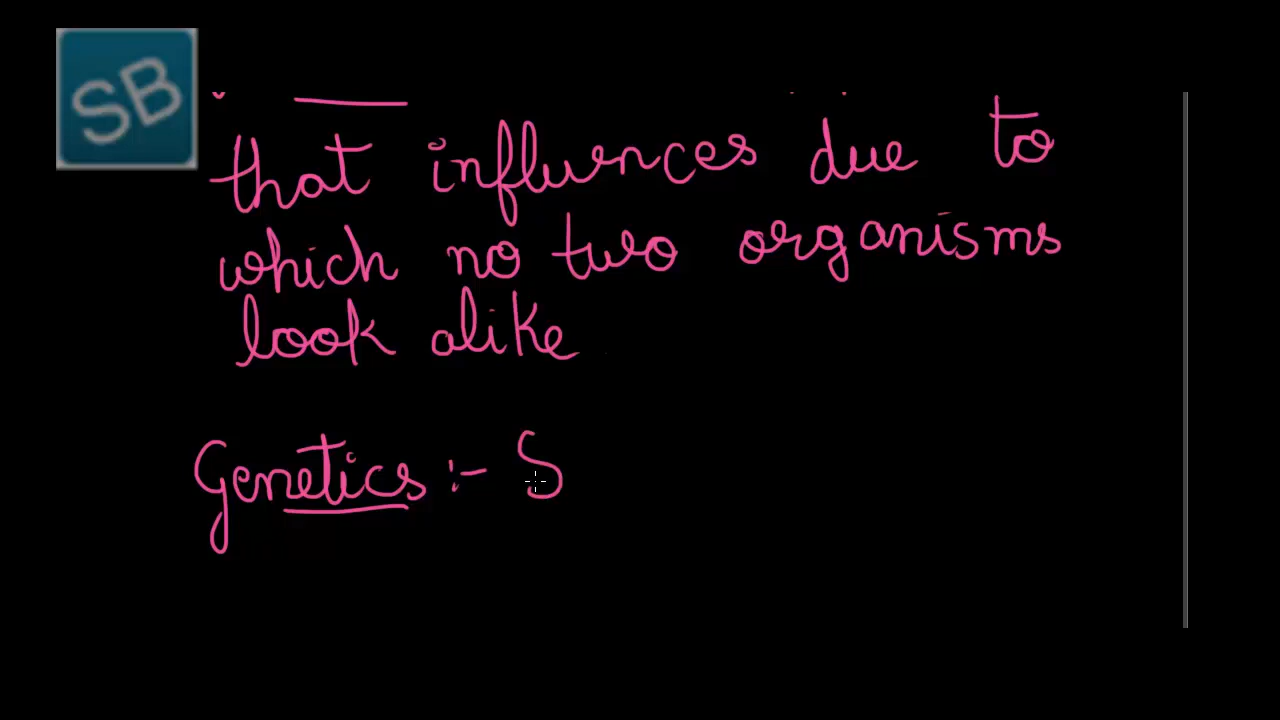 SB
that influences due to
which no two organisms
look alike
Genetics :- S